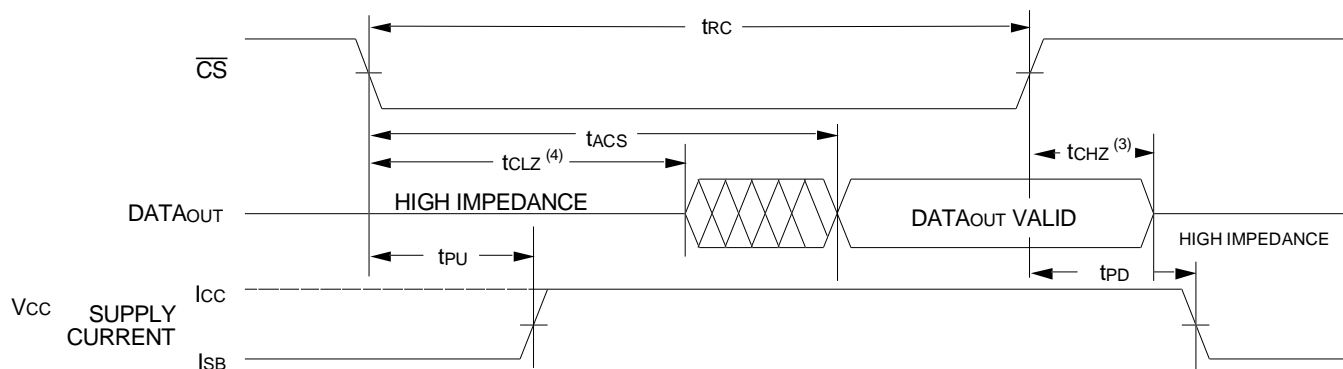 tRC
CS
tACS
tCLZ (4)
tCHZ (3)
DATAOUT
HIGH IMPEDANCE
DATAOUT VALID
HIGH IMPEDANCE
tPU
tPD
VCC SUPPLY CURRENT
ICC
ISB